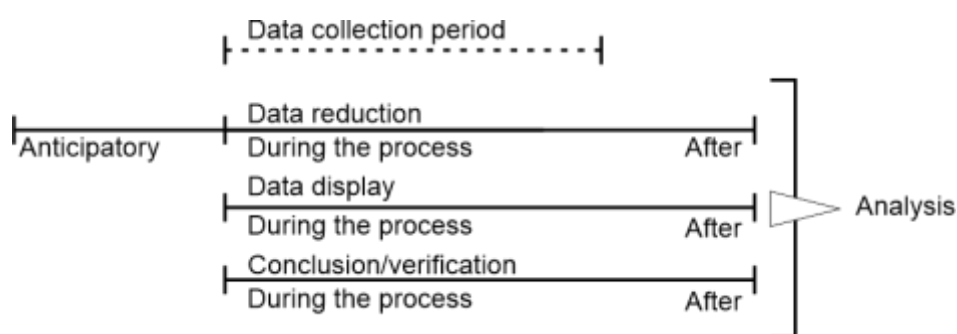 Data collection period
Data reduction
Anticipatory
During the process
After
Data display
During the process
After
Analysis
Conclusion/verification
During the process
After